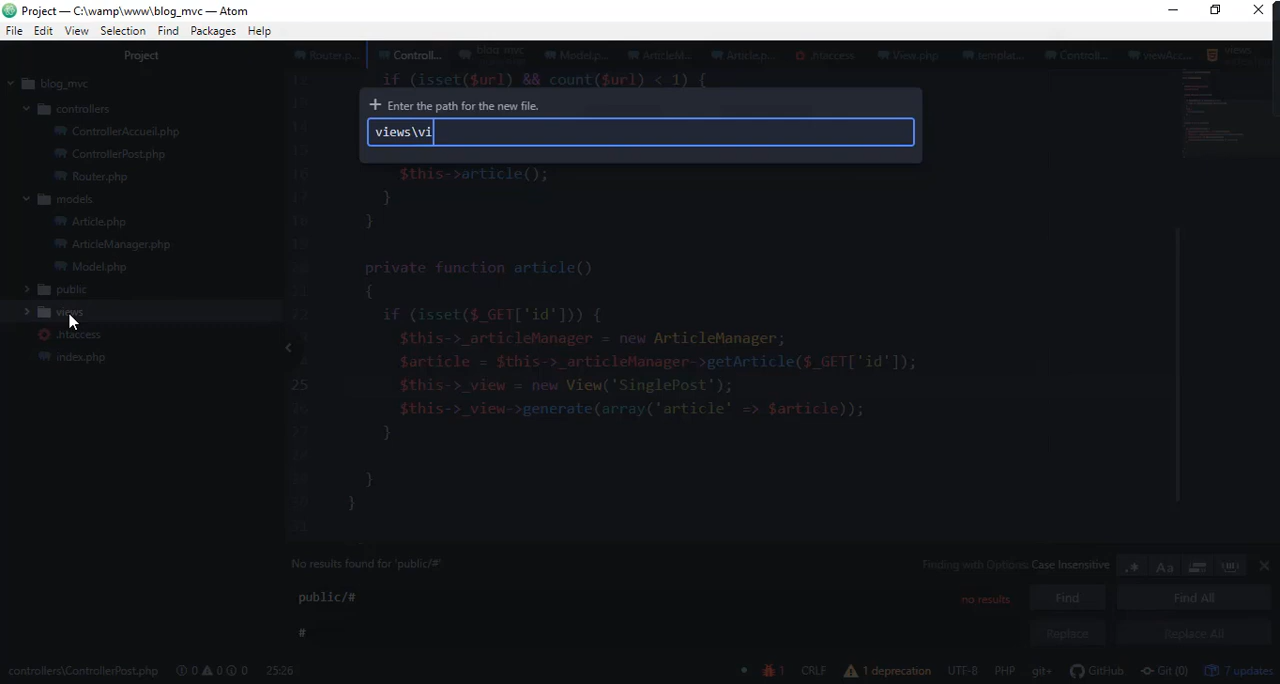 Project — C:\wamp\www\blog_mvc — Atom
File Edit View Selection Find Packages Help
Project
Router.p... Controll... blog_mvc Model.p... ArticleM... Article.p... .htaccess View.php templat... Controll... viewAcc... views
blog_mvc
controllers
ControllerAccueil.php
ControllerPost.php
Router.php
models
Article.php
ArticleManager.php
Model.php
public
views
.htaccess
index.php
if (isset($url) && count($url) < 1) {
Enter the path for the new file.
views\vi
$this->article();
}
}
private function article()
{
if (isset($_GET['id'])) {
$this->_articleManager = new ArticleManager;
$article = $this->_articleManager->getArticle($_GET['id']);
25 $this->_view = new View('SinglePost');
$this->_view->generate(array('article' => $article));
}
}
}
No results found for 'public/#' Finding with Options: Case Insensitive .* Aa
public/# no results Find Find All
# Replace Replace All
controllers\ControllerPost.php 0 0 0 25:26 1 CRLF 1 deprecation UTF-8 PHP git+ GitHub Git (0) 7 updates